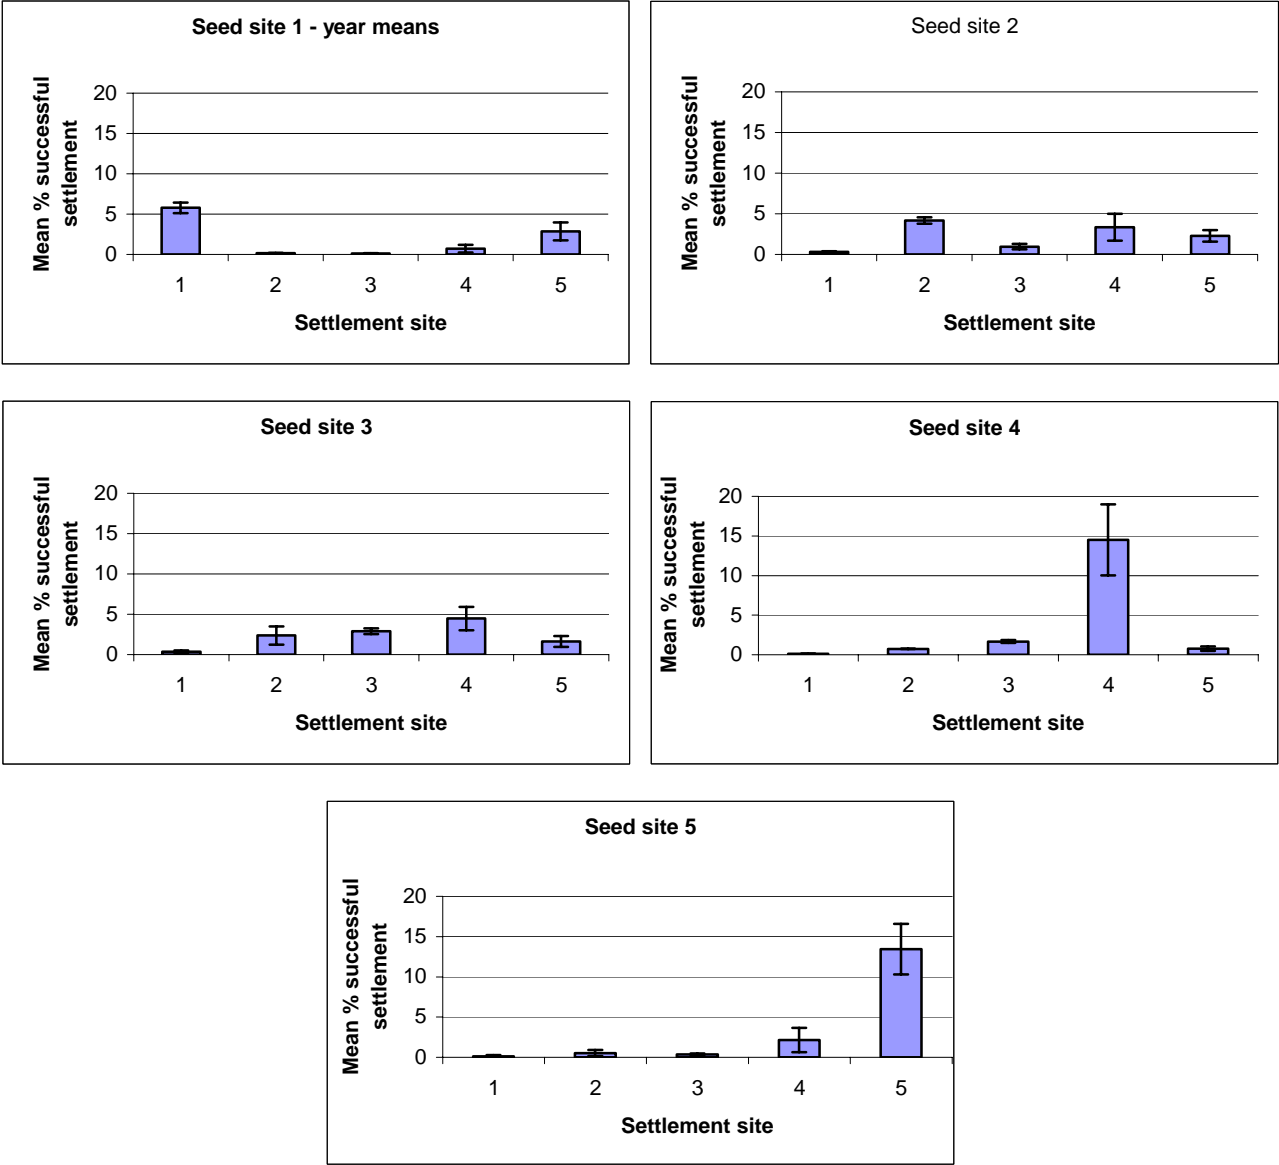 Seed site 1 - year means
Mean % successful
settlement
20
15
10
5
0
1 2 3 4 5
Settlement site
Seed site 2
Mean % successful
settlement
20
15
10
5
0
1 2 3 4 5
Settlement site
Seed site 3
Mean % successful
settlement
20
15
10
5
0
1 2 3 4 5
Settlement site
Seed site 4
Mean % successful
settlement
20
15
10
5
0
1 2 3 4 5
Settlement site
Seed site 5
Mean % successful
settlement
20
15
10
5
0
1 2 3 4 5
Settlement site